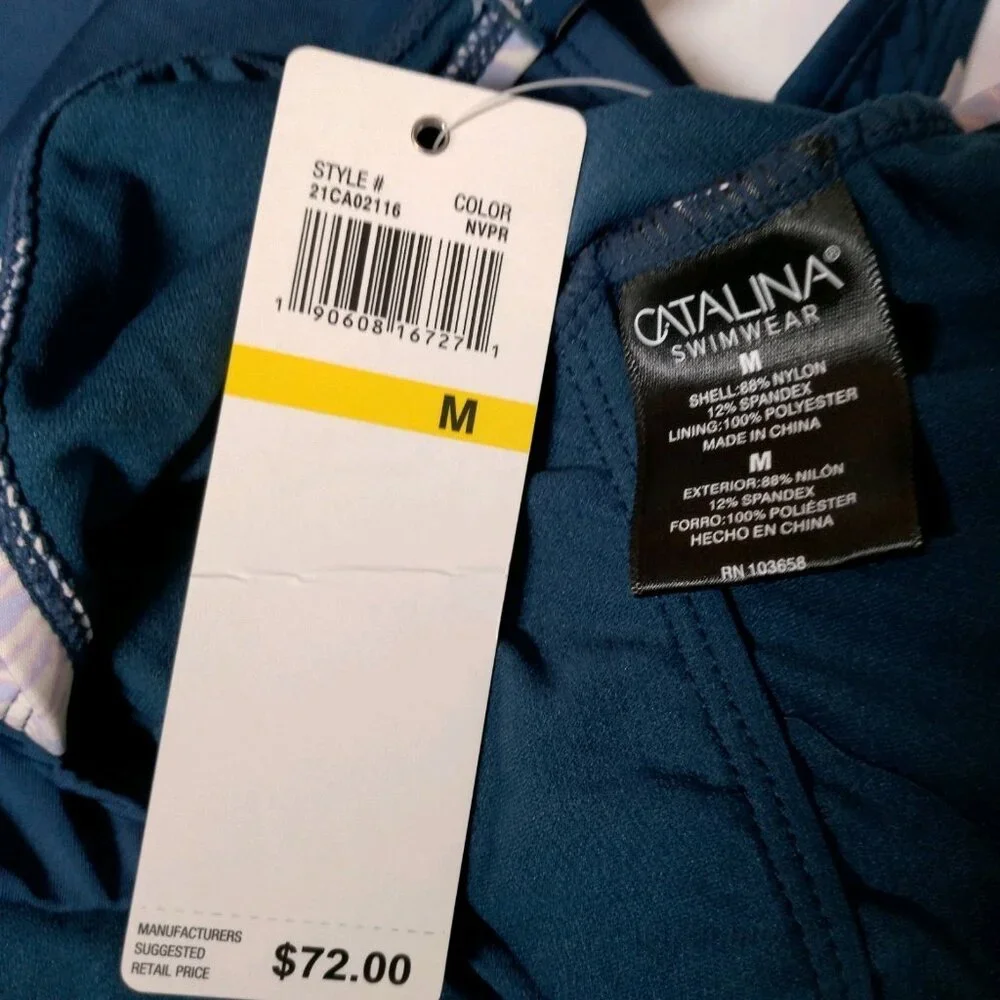 STYLE #
21CA02116
COLOR
NVPR
1 90608 16727 1
M
MANUFACTURERS
SUGGESTED
RETAIL PRICE
$72.00
CATALINA®
SWIMWEAR
M
SHELL:88% NYLON
12% SPANDEX
LINING:100% POLYESTER
MADE IN CHINA
M
EXTERIOR:88% NILÓN
12% SPANDEX
FORRO:100% POLIÉSTER
HECHO EN CHINA
RN 103658